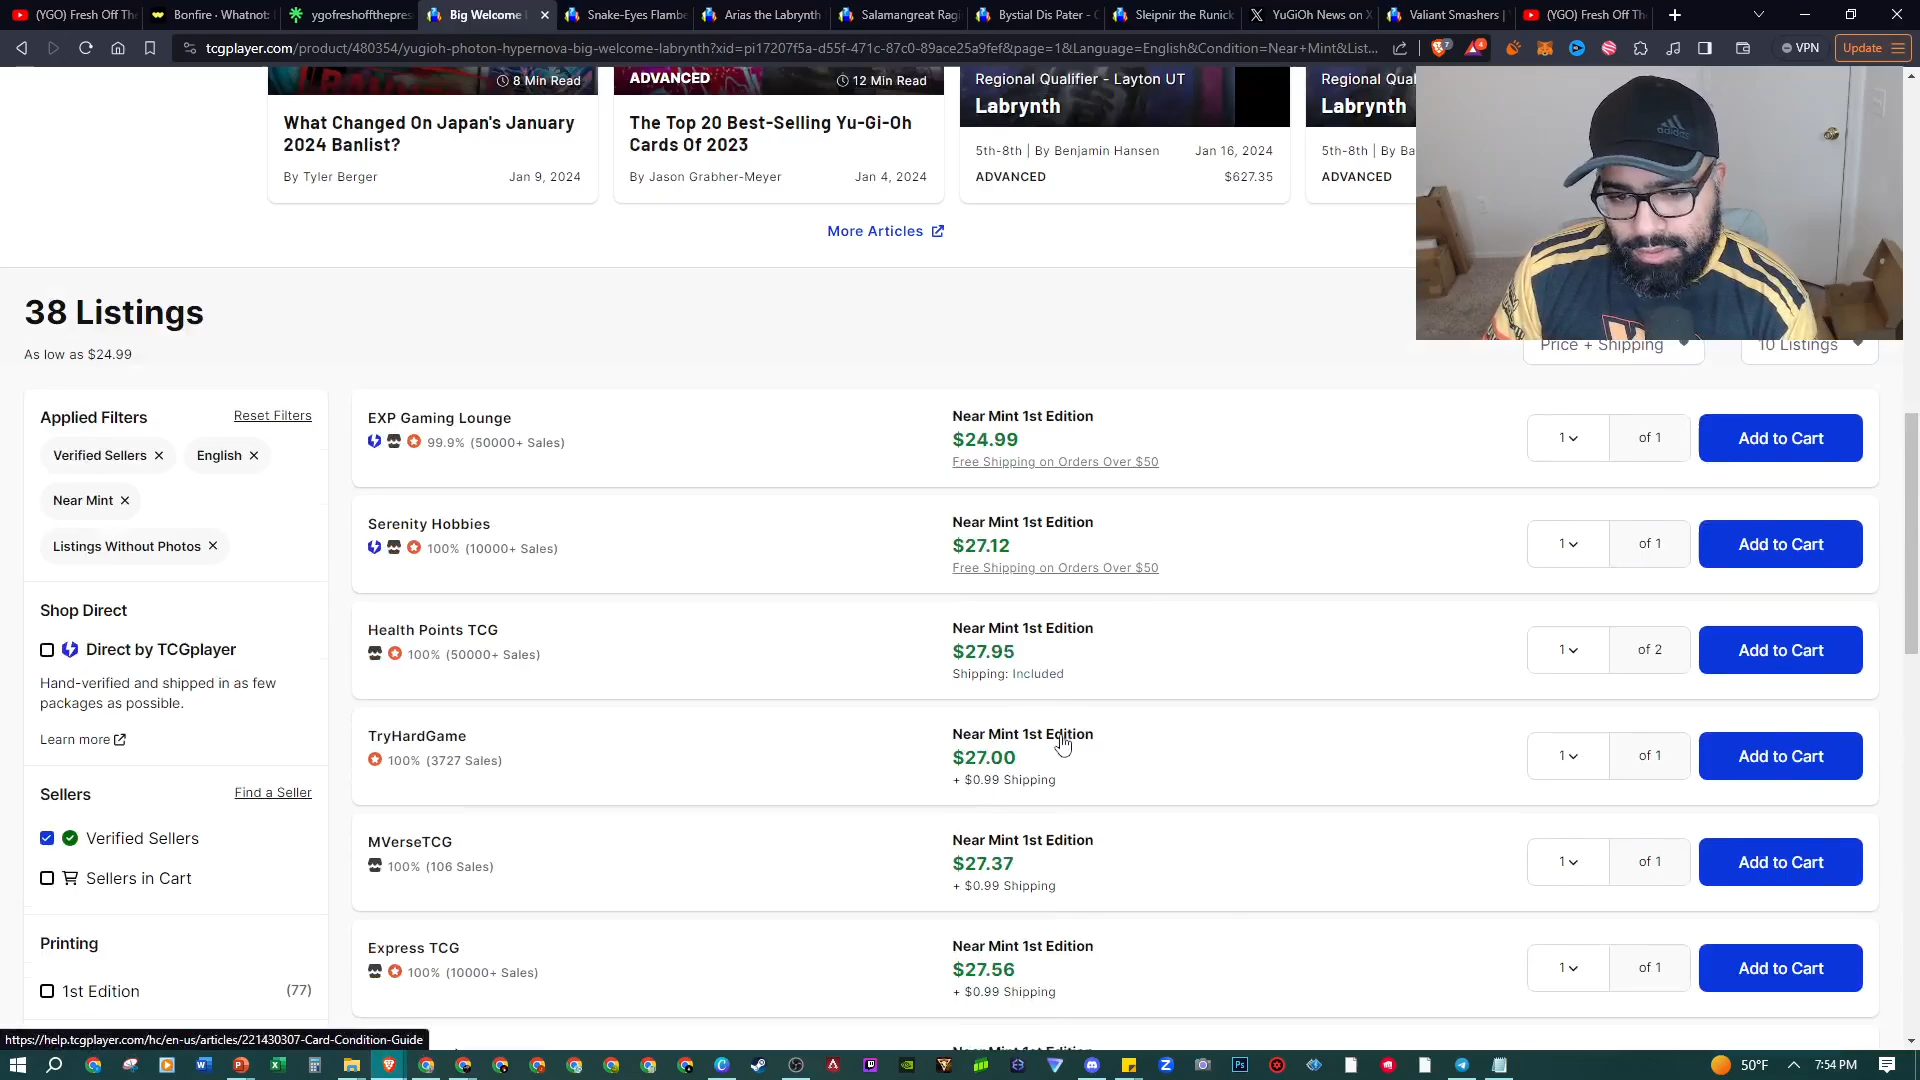 (YGO) Fresh Off The
Bonfire - Whatnot:
ygofreshoffthepres
Big Welcome
Snake-Eyes Flambe
Arias the Labrynth
Salamangreat Ragi
Bystial Dis Pater - C
Sleipnir the Runick
YuGiOh News on X
Valiant Smashers |
(YGO) Fresh Off Th
tcgplayer.com/product/480354/yugioh-photon-hypernova-big-welcome-labrynth?xid=pi17207f5a-d55f-471c-87c0-89ace25a9fef&page=1&Language=English&Condition=Near+Mint&List...
7
4
VPN
Update
8 Min Read
What Changed On Japan's January
2024 Banlist?
By Tyler Berger
Jan 9, 2024
ADVANCED
12 Min Read
The Top 20 Best-Selling Yu-Gi-Oh
Cards Of 2023
By Jason Grabher-Meyer
Jan 4, 2024
Regional Qualifier - Layton UT
Labrynth
5th-8th | By Benjamin Hansen
Jan 16, 2024
ADVANCED
$627.35
Regional Qual
Labrynth
5th-8th | By Ba
ADVANCED
adidas
More Articles
38 Listings
As low as $24.99
Price + Shipping
10 Listings
Applied Filters
Reset Filters
Verified Sellers
English
Near Mint
Listings Without Photos
Shop Direct
Direct by TCGplayer
Hand-verified and shipped in as few
packages as possible.
Learn more
Sellers
Find a Seller
Verified Sellers
Sellers in Cart
Printing
1st Edition
(77)
EXP Gaming Lounge
99.9% (50000+ Sales)
Near Mint 1st Edition
$24.99
Free Shipping on Orders Over $50
1
of 1
Add to Cart
Serenity Hobbies
100% (10000+ Sales)
Near Mint 1st Edition
$27.12
Free Shipping on Orders Over $50
1
of 1
Add to Cart
Health Points TCG
100% (50000+ Sales)
Near Mint 1st Edition
$27.95
Shipping: Included
1
of 2
Add to Cart
TryHardGame
100% (3727 Sales)
Near Mint 1st Edition
$27.00
+ $0.99 Shipping
1
of 1
Add to Cart
MVerseTCG
100% (106 Sales)
Near Mint 1st Edition
$27.37
+ $0.99 Shipping
1
of 1
Add to Cart
Express TCG
100% (10000+ Sales)
Near Mint 1st Edition
$27.56
+ $0.99 Shipping
1
of 1
Add to Cart
Near Mint 1st Edition
https://help.tcgplayer.com/hc/en-us/articles/221430307-Card-Condition-Guide
50°F
7:54 PM